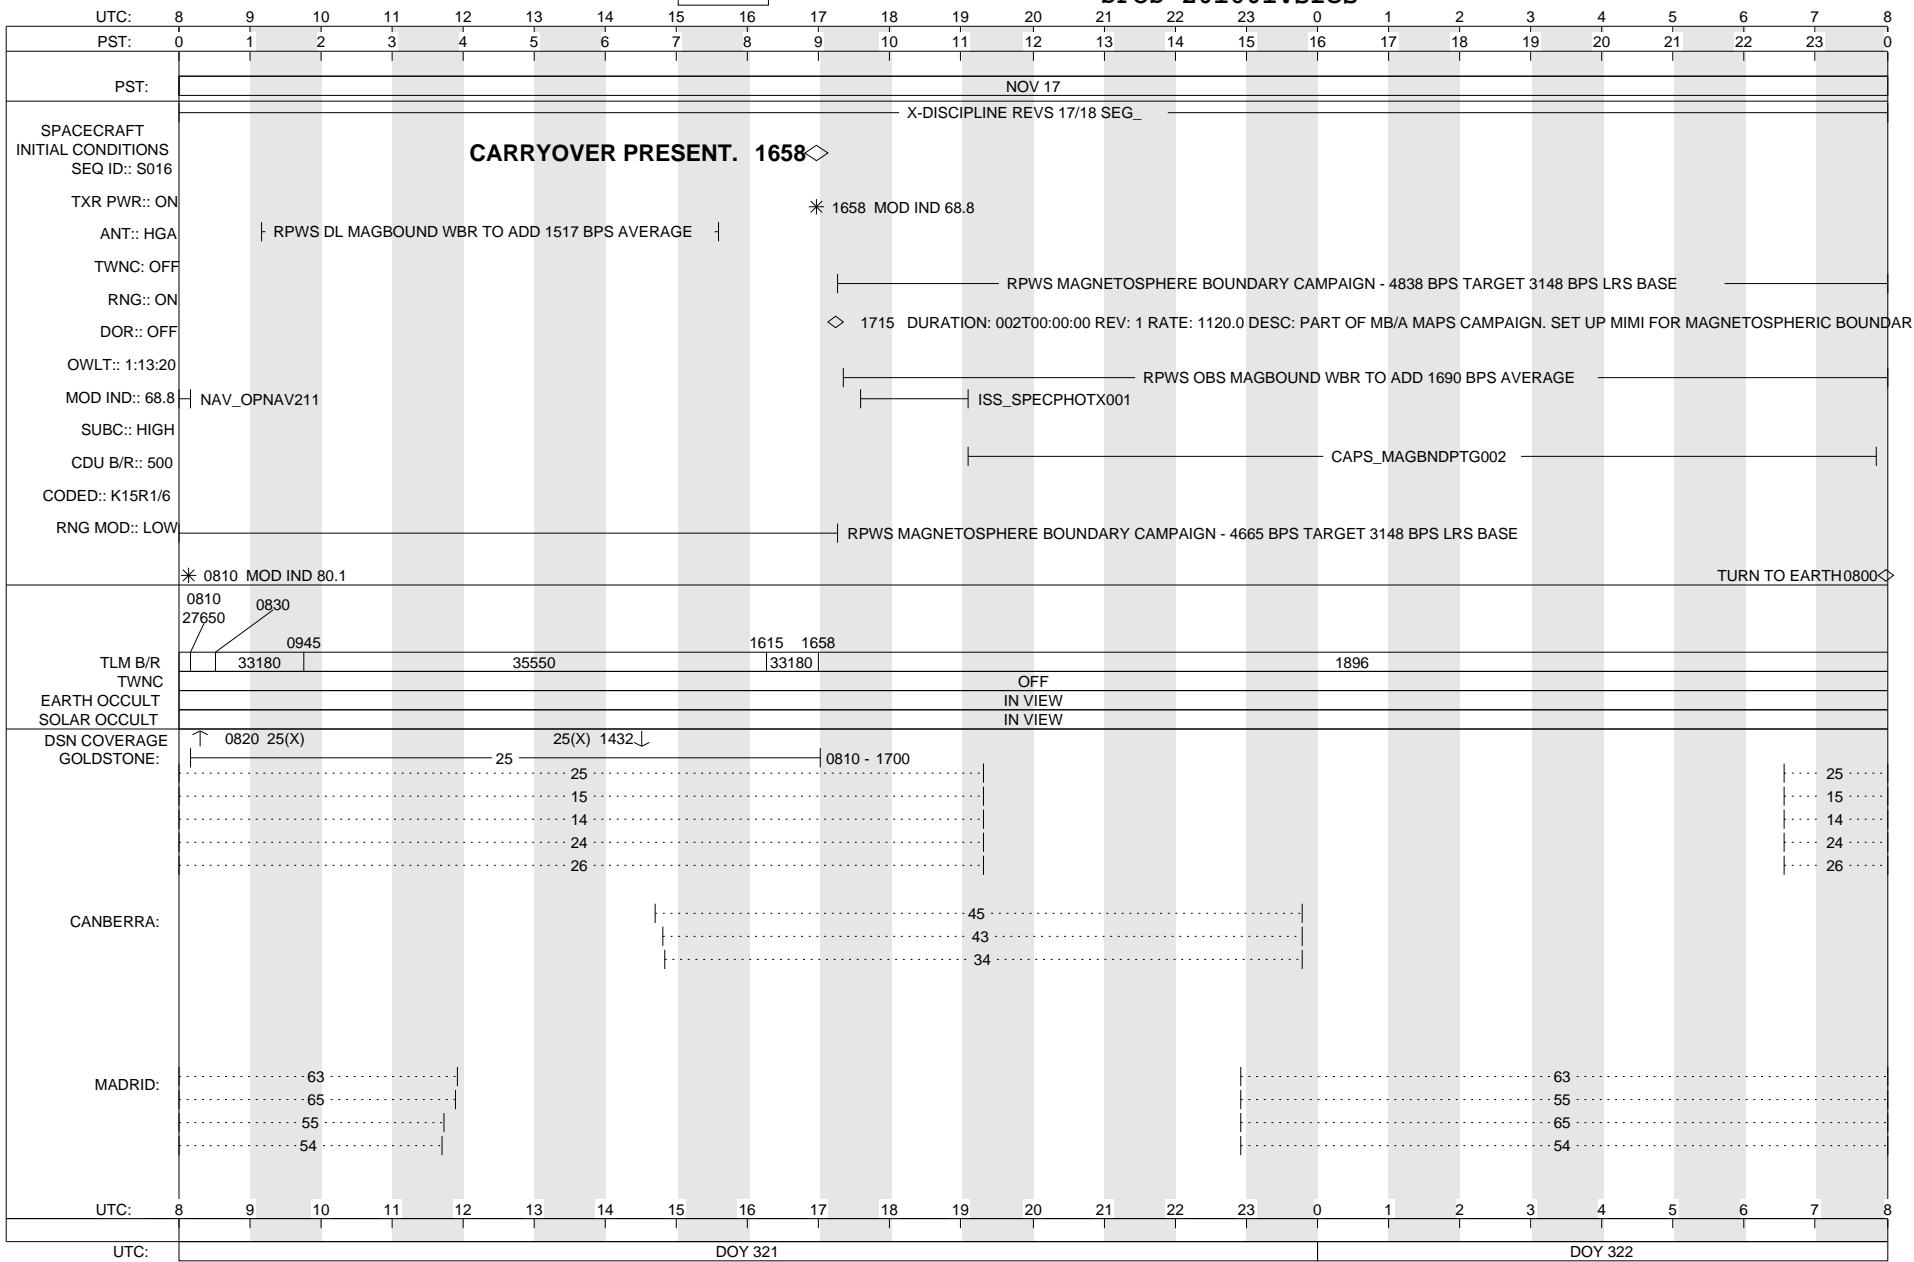 UTC: 8 9 10 11 12 13 14 15 16 17 18 19 20 21 22 23 0 1 2 3 4 5 6 7 8
PST: 0 1 2 3 4 5 6 7 8 9 10 11 12 13 14 15 16 17 18 19 20 21 22 23 0
PST: NOV 17
X-DISCIPLINE REVS 17/18 SEG_
SPACECRAFT
INITIAL CONDITIONS
CARRYOVER PRESENT. 1658
SEQ ID:: S016
TXR PWR:: ON
1658 MOD IND 68.8
ANT:: HGA
RPWS DL MAGBOUND WBR TO ADD 1517 BPS AVERAGE
TWNC: OFF
RPWS MAGNETOSPHERE BOUNDARY CAMPAIGN - 4838 BPS TARGET 3148 BPS LRS BASE
RNG:: ON
1715 DURATION: 002T00:00:00 REV: 1 RATE: 1120.0 DESC: PART OF MB/A MAPS CAMPAIGN. SET UP MIMI FOR MAGNETOSPHERIC BOUNDAR
DOR:: OFF
OWLT:: 1:13:20
RPWS OBS MAGBOUND WBR TO ADD 1690 BPS AVERAGE
MOD IND:: 68.8 NAV_OPNAV211 ISS_SPECPHOTX001
SUBC:: HIGH
CDU B/R:: 500 CAPS_MAGBNDPTG002
CODED:: K15R1/6
RNG MOD:: LOW RPWS MAGNETOSPHERE BOUNDARY CAMPAIGN - 4665 BPS TARGET 3148 BPS LRS BASE
0810 MOD IND 80.1 TURN TO EARTH 0800
0810 0830
27650
0945 1615 1658
TLM B/R 33180 35550 33180 1896
TWNC OFF
EARTH OCCULT IN VIEW
SOLAR OCCULT IN VIEW
DSN COVERAGE 0820 25(X) 25(X) 1432
GOLDSTONE: 25 0810 - 1700
25 25
15 15
14 14
24 24
26 26
CANBERRA: 45
43
34
MADRID: 63 63
65 55
55 65
54 54
UTC: 8 9 10 11 12 13 14 15 16 17 18 19 20 21 22 23 0 1 2 3 4 5 6 7 8
UTC: DOY 321 DOY 322